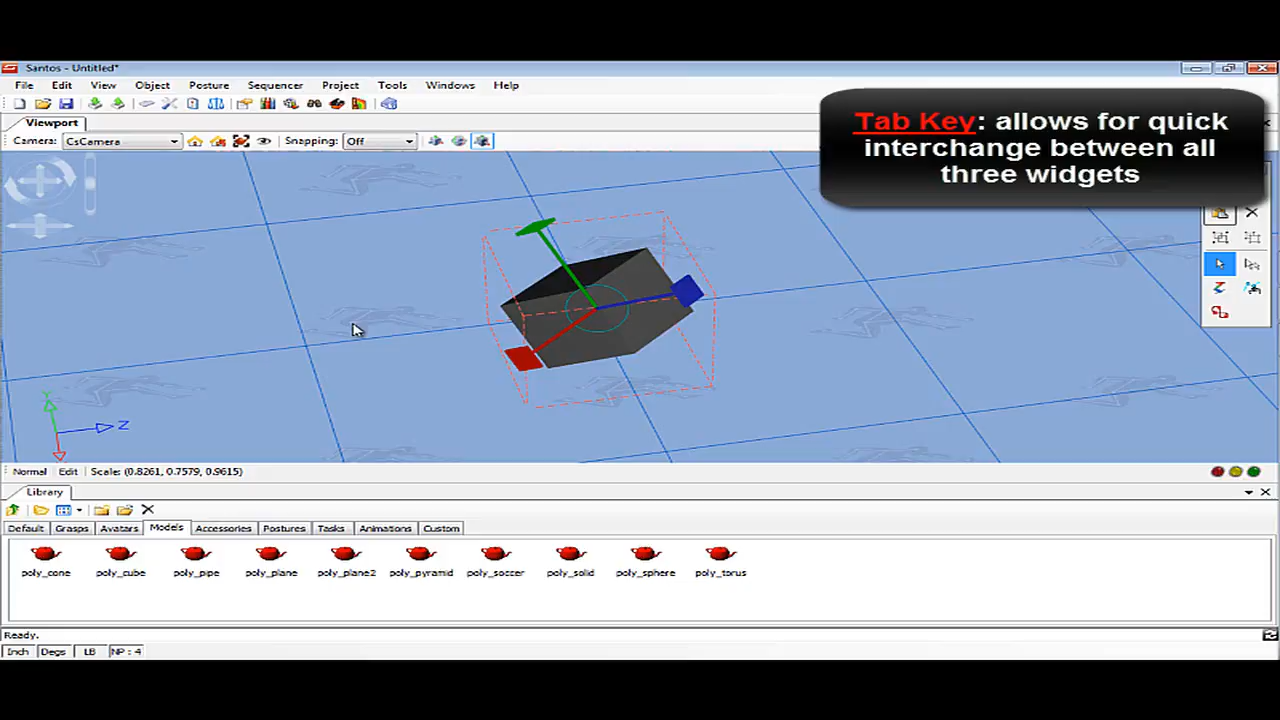 Santos - Untitled*
File Edit View Object Posture Sequencer Project Tools Windows Help
Viewport
Camera: CsCamera Snapping: Off
Tab Key: allows for quick
interchange between all
three widgets
Y
Z
Normal Edit Scale: (0.8261, 0.7579, 0.9615)
Library
Default Grasps Avatars Models Accessories Postures Tasks Animations Custom
poly_cone poly_cube poly_pipe poly_plane poly_plane2 poly_pyramid poly_soccer poly_solid poly_sphere poly_torus
Ready.
Inch Degs LB NP : 4